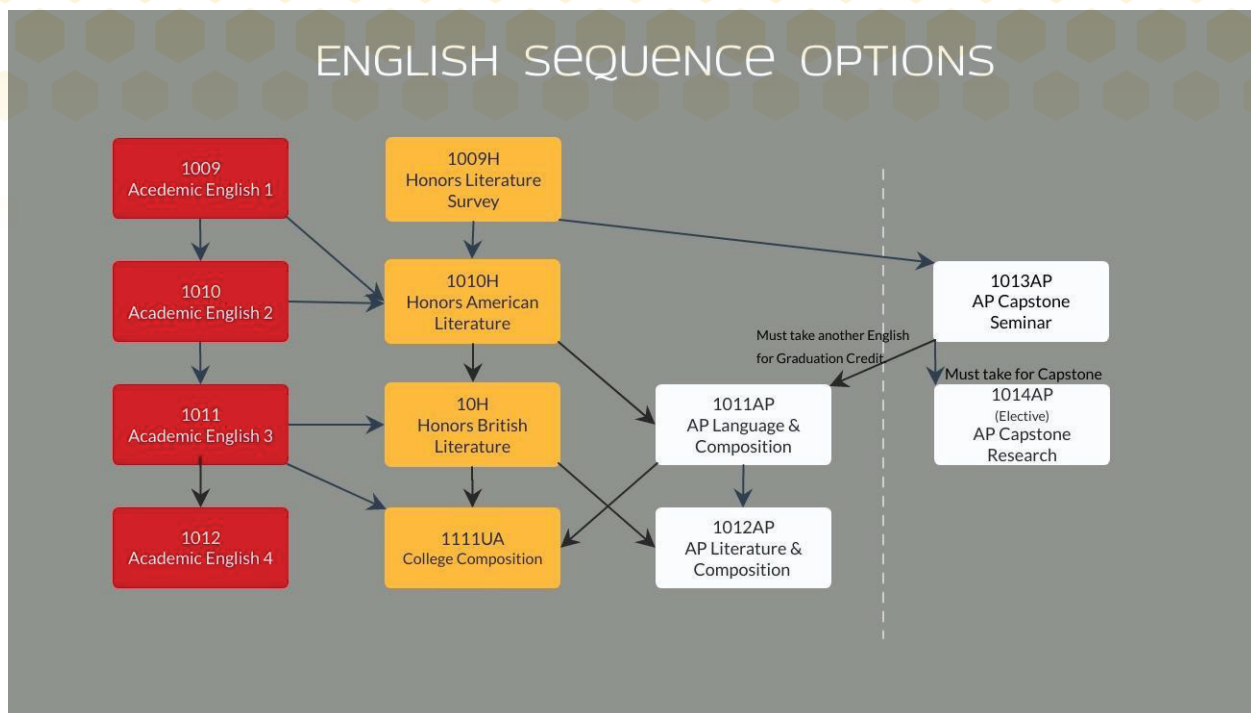 ENGLISH SEQUENCE OPTIONS
1009
Acedemic English 1
1009H
Honors Literature
Survey
1010
Academic English 2
1010H
Honors American
Literature
1013AP
AP Capstone
Seminar
Must take another English
for Graduation Credit
Must take for Capstone
1011
Academic English 3
10H
Honors British
Literature
1011AP
AP Language &
Composition
1014AP
(Elective)
AP Capstone
Research
1012
Academic English 4
1111UA
College Composition
1012AP
AP Literature &
Composition